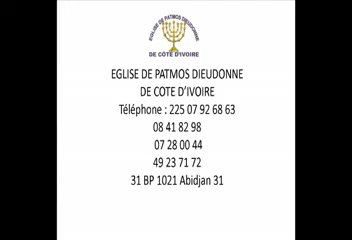 EGLISE DE PATMOS DIEUDONNE
DE COTE D'IVOIRE
EGLISE DE PATMOS DIEUDONNE
DE COTE D’IVOIRE
Téléphone : 225 07 92 68 63
08 41 82 98
07 28 00 44
49 23 71 72
31 BP 1021 Abidjan 31